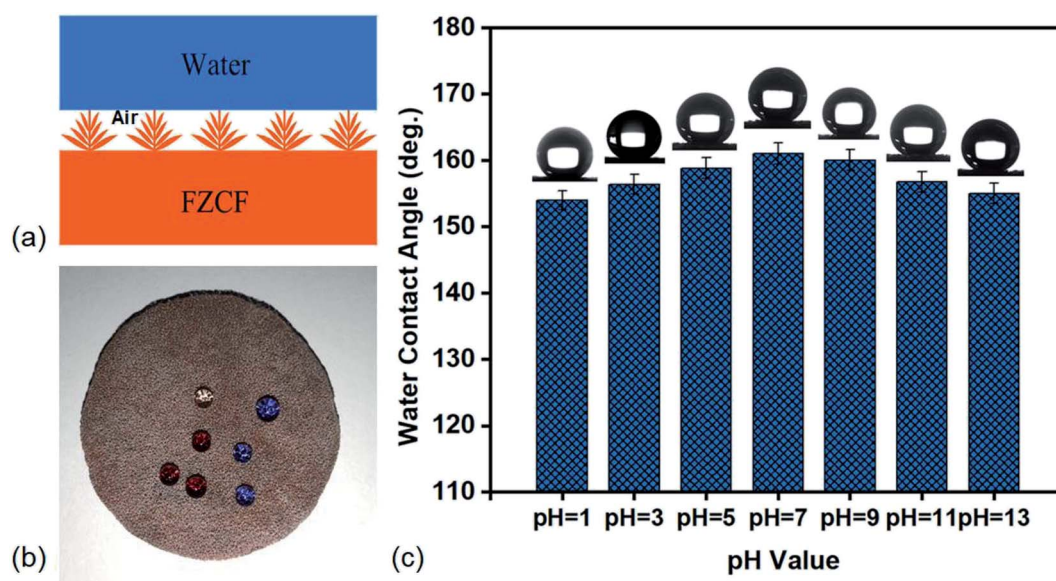 Water
Air
FZCF
(a)
(b)
Water Contact Angle (deg.)
180
170
160
150
140
130
120
110
pH=1 pH=3 pH=5 pH=7 pH=9 pH=11 pH=13
pH Value
(c)